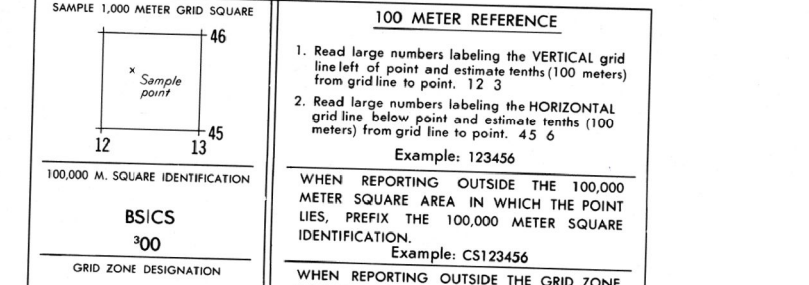 SAMPLE 1,000 METER GRID SQUARE
46
x
Sample
point
45
12
13
100,000 M. SQUARE IDENTIFICATION
BS|CS
³00
GRID ZONE DESIGNATION
100 METER REFERENCE
1. Read large numbers labeling the VERTICAL grid
line left of point and estimate tenths (100 meters)
from grid line to point. 12 3
2. Read large numbers labeling the HORIZONTAL
grid line below point and estimate tenths (100
meters) from grid line to point. 45 6
Example: 123456
WHEN REPORTING OUTSIDE THE 100,000
METER SQUARE AREA IN WHICH THE POINT
LIES, PREFIX THE 100,000 METER SQUARE
IDENTIFICATION.
Example: CS123456
WHEN REPORTING OUTSIDE THE GRID ZONE